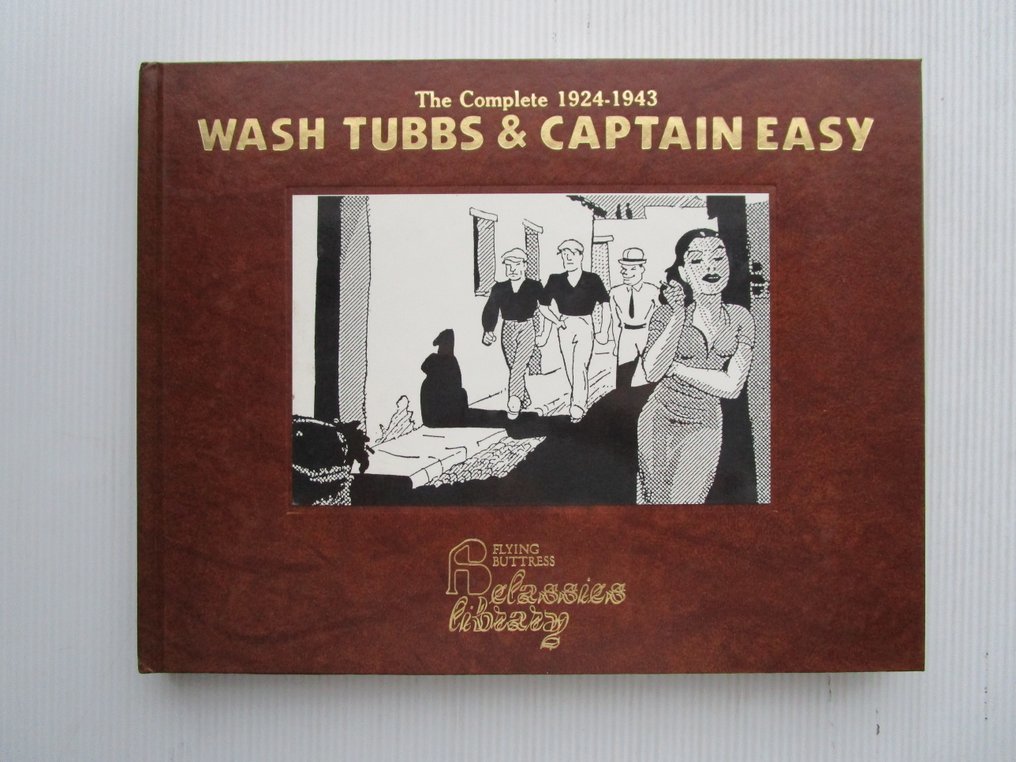 The Complete 1924-1943
WASH TUBBS & CAPTAIN EASY
FLYING
BUTTRESS
classics
library